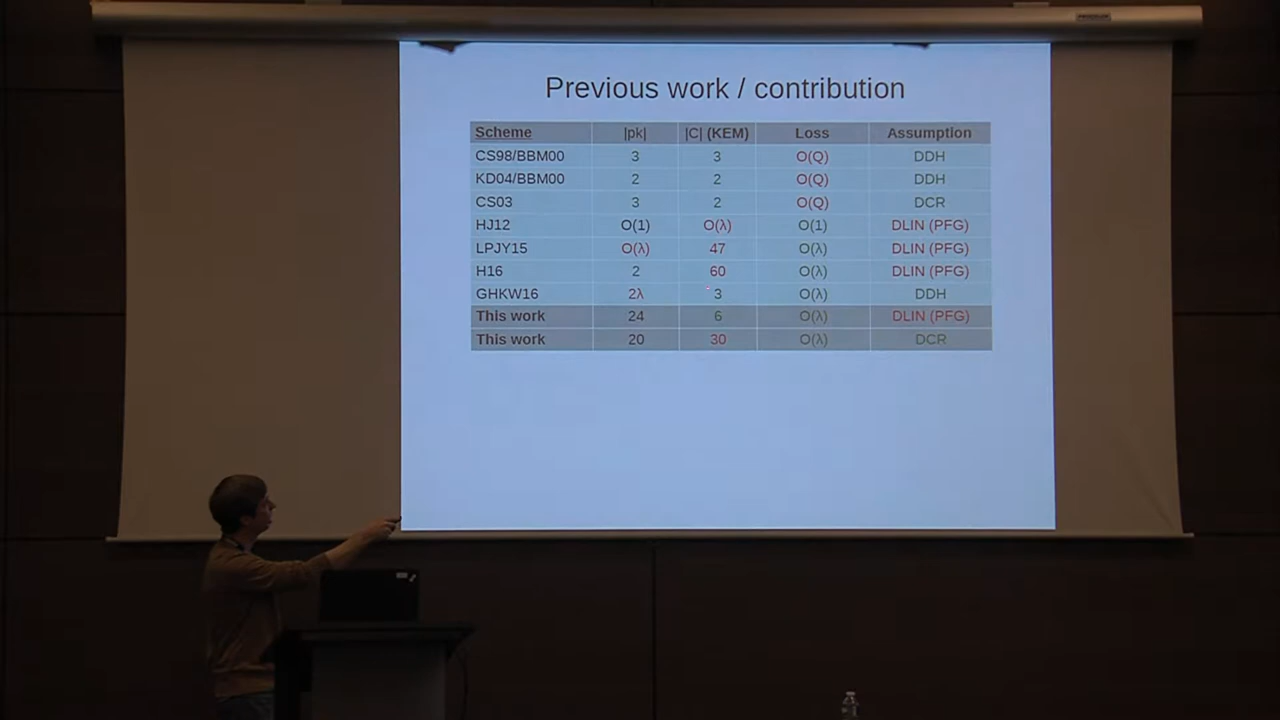 Previous work / contribution
Scheme |pk| |C| (KEM) Loss Assumption
CS98/BBM00 3 3 O(Q) DDH
KD04/BBM00 2 2 O(Q) DDH
CS03 3 2 O(Q) DCR
HJ12 O(1) O(λ) O(1) DLIN (PFG)
LPJY15 O(λ) 47 O(λ) DLIN (PFG)
H16 2 60 O(λ) DLIN (PFG)
GHKW16 2λ 3 O(λ) DDH
This work 24 6 O(λ) DLIN (PFG)
This work 20 30 O(λ) DCR